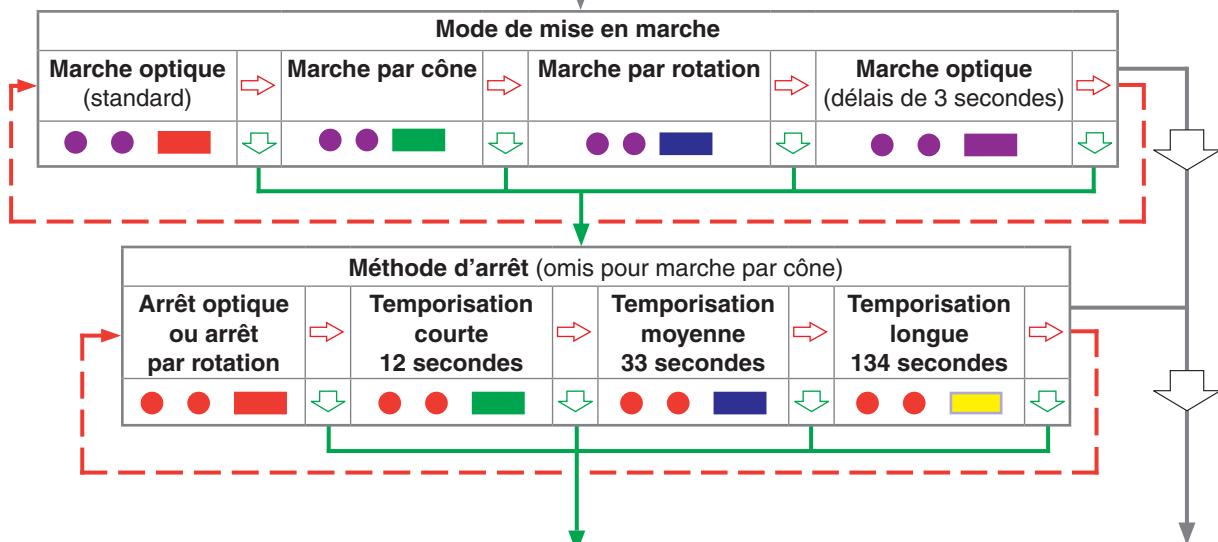 Mode de mise en marche
Marche optique
(standard)
Marche par cône
Marche par rotation
Marche optique
(délais de 3 secondes)
Méthode d'arrêt (omis pour marche par cône)
Arrêt optique
ou arrêt
par rotation
Temporisation
courte
12 secondes
Temporisation
moyenne
33 secondes
Temporisation
longue
134 secondes